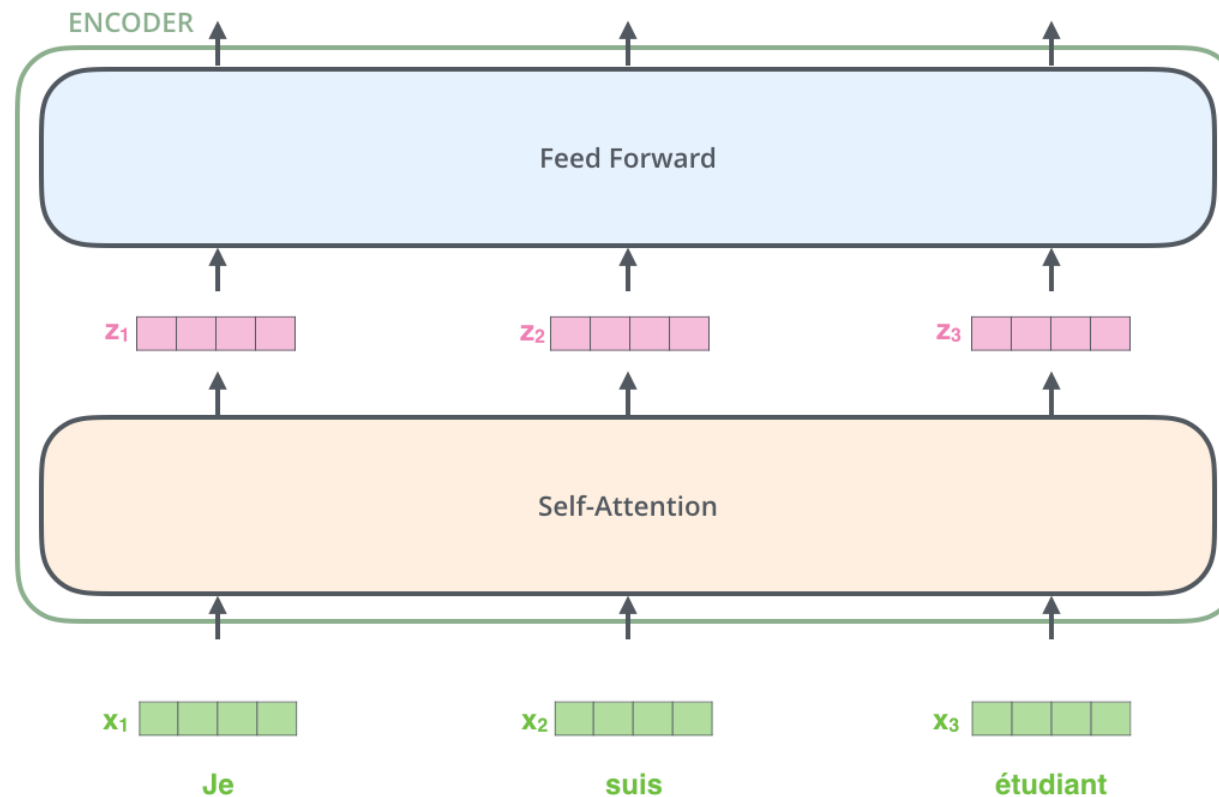 ENCODER
Feed Forward
z₁ z₂ z₃
Self-Attention
x₁ x₂ x₃
Je suis étudiant